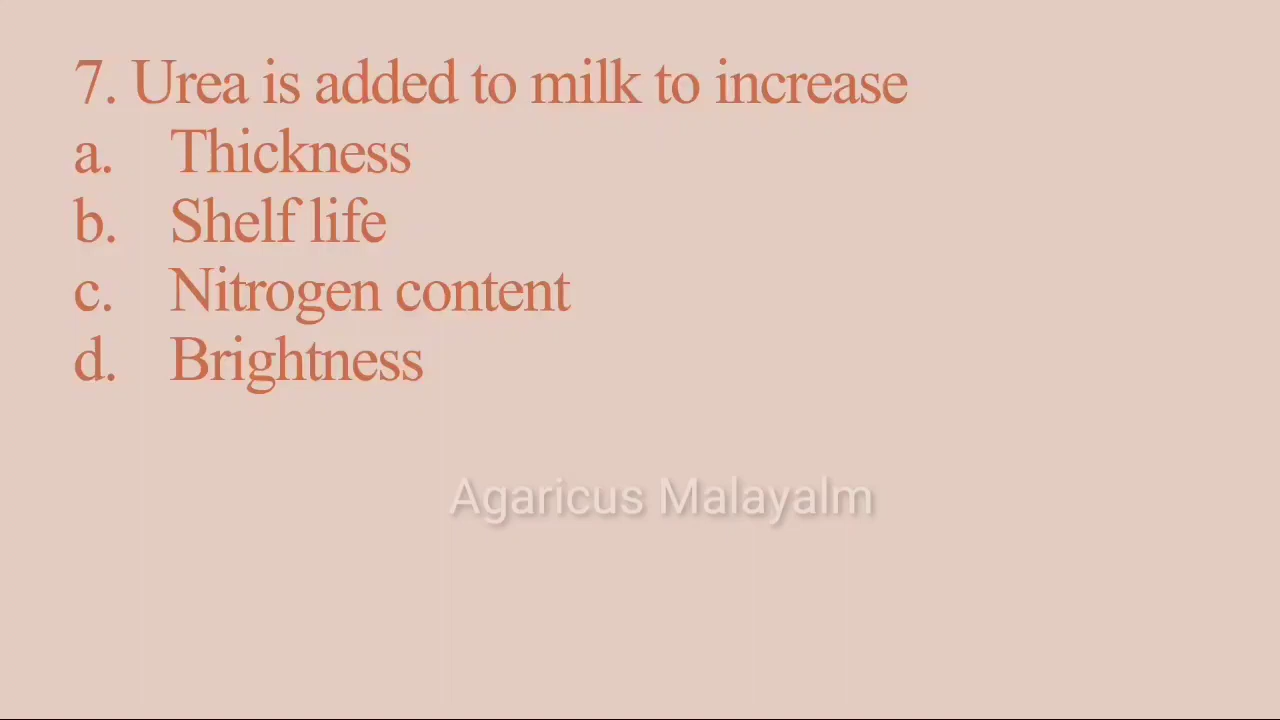 7. Urea is added to milk to increase
a. Thickness
b. Shelf life
c. Nitrogen content
d. Brightness
Agaricus Malayalm